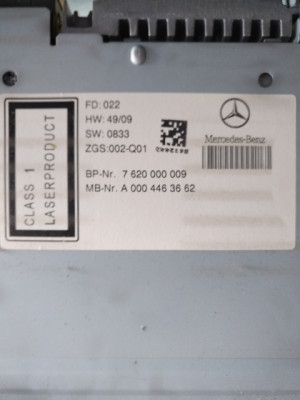 FD: 022
HW: 49/09
SW: 0833
ZGS:002-Q01
Mercedes-Benz
BP-Nr. 7 620 000 009
MB-Nr. A 000 446 36 62
CLASS 1
LASERPRODUCT